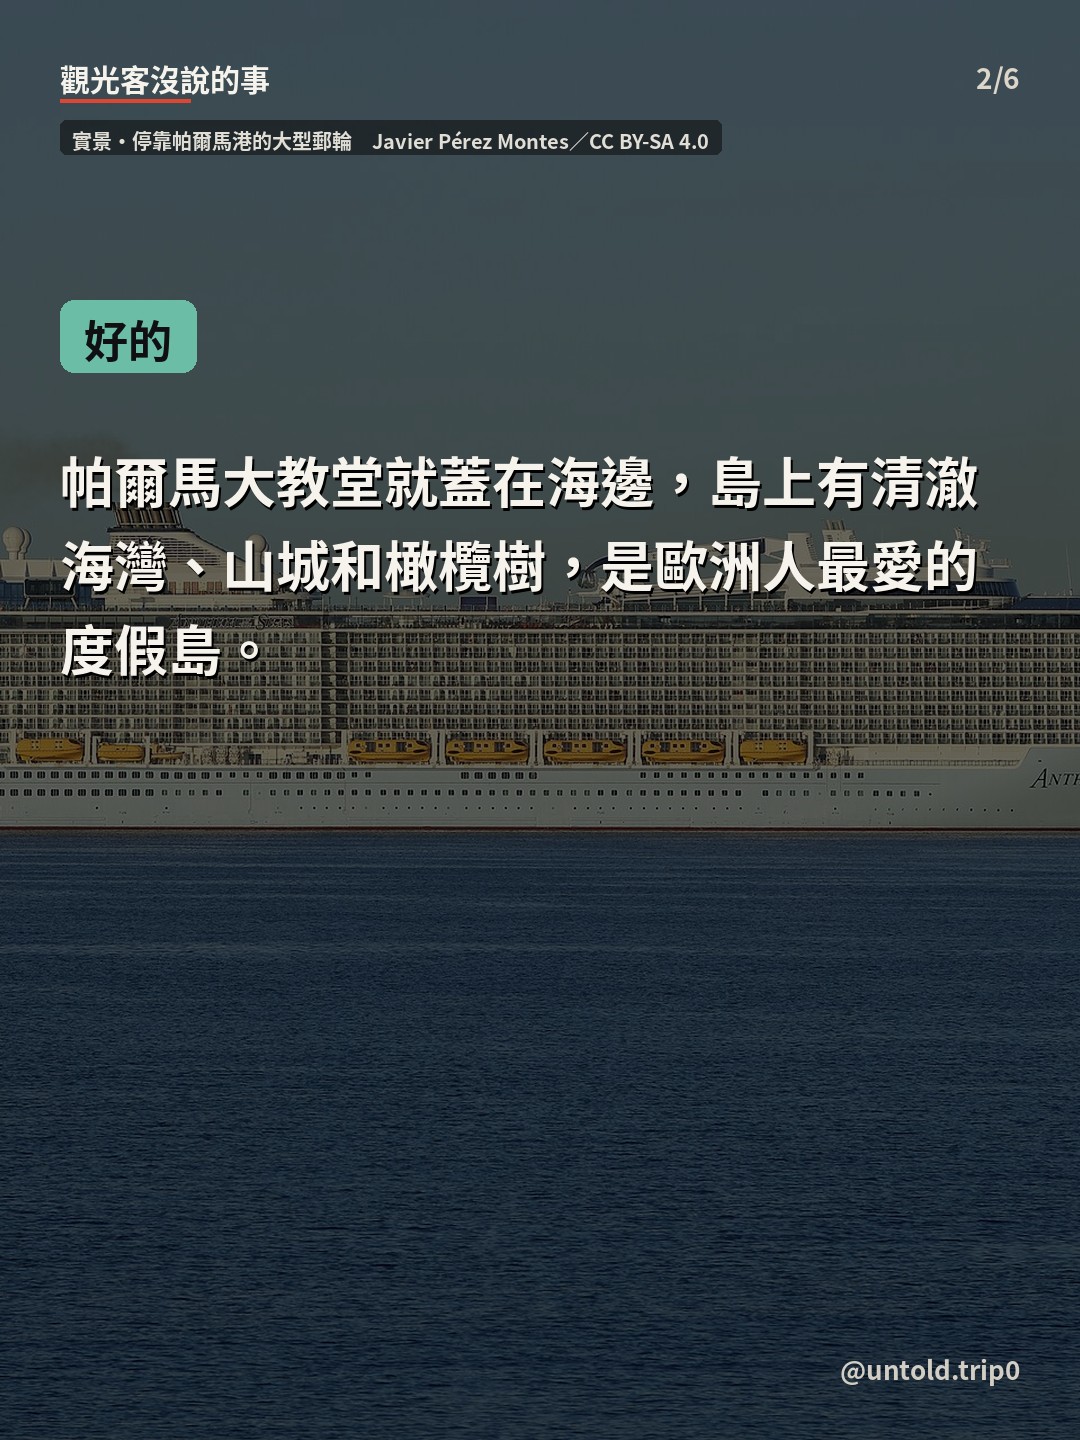 觀光客沒說的事
2/6
實景・停靠帕爾馬港的大型郵輪 Javier Pérez Montes／CC BY-SA 4.0
好的
帕爾馬大教堂就蓋在海邊，島上有清澈
海灣、山城和橄欖樹，是歐洲人最愛的
度假島。
@untold.trip0